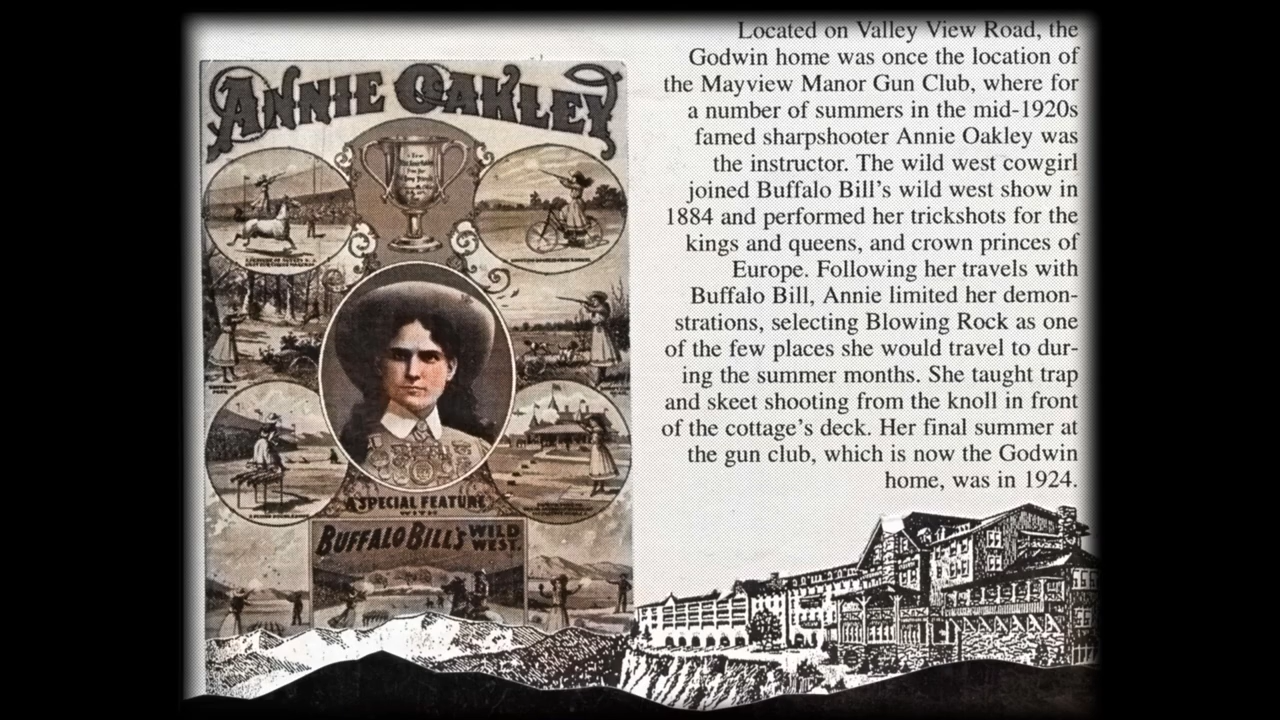 ANNIE OAKLEY
A SPECIAL FEATURE
WITH
BUFFALO BILL'S WILD
WEST.
Located on Valley View Road, the
Godwin home was once the location of
the Mayview Manor Gun Club, where for
a number of summers in the mid-1920s
famed sharpshooter Annie Oakley was
the instructor. The wild west cowgirl
joined Buffalo Bill's wild west show in
1884 and performed her trickshots for the
kings and queens, and crown princes of
Europe. Following her travels with
Buffalo Bill, Annie limited her demon-
strations, selecting Blowing Rock as one
of the few places she would travel to dur-
ing the summer months. She taught trap
and skeet shooting from the knoll in front
of the cottage's deck. Her final summer at
the gun club, which is now the Godwin
home, was in 1924.